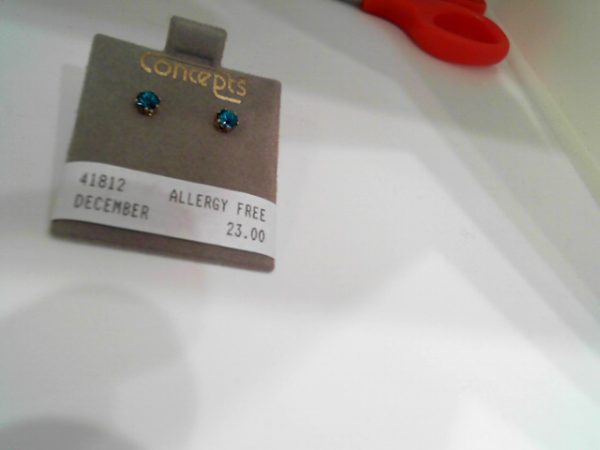 Concepts
41812 ALLERGY FREE
DECEMBER 23.00